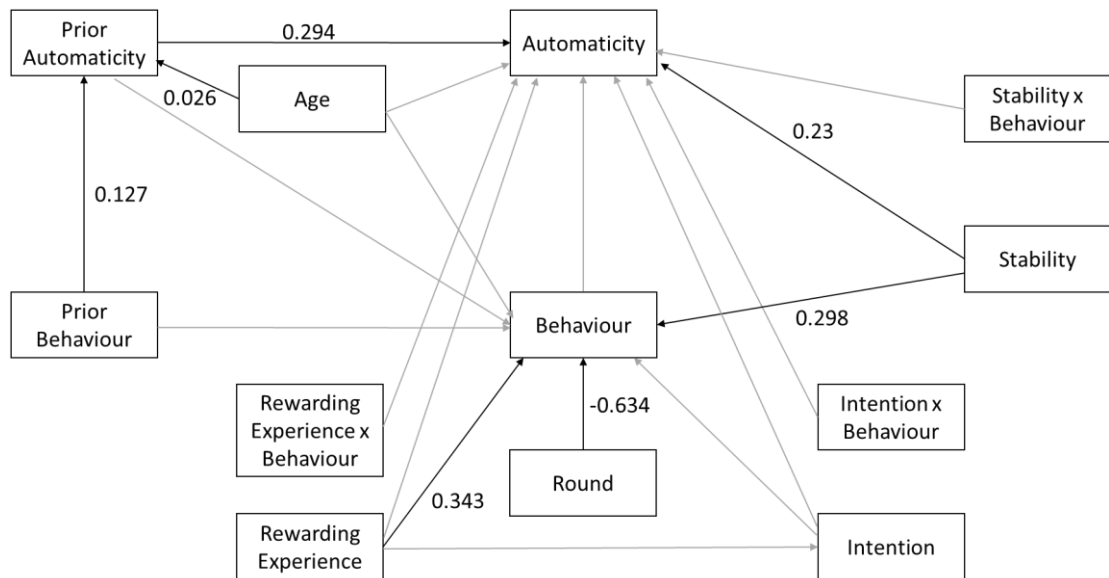 Prior
Automaticity
0.294
Automaticity
0.026
Age
Stability x
Behaviour
0.23
0.127
Stability
Prior
Behaviour
Behaviour
0.298
Rewarding
Experience x
Behaviour
-0.634
Intention x
Behaviour
0.343
Round
Rewarding
Experience
Intention